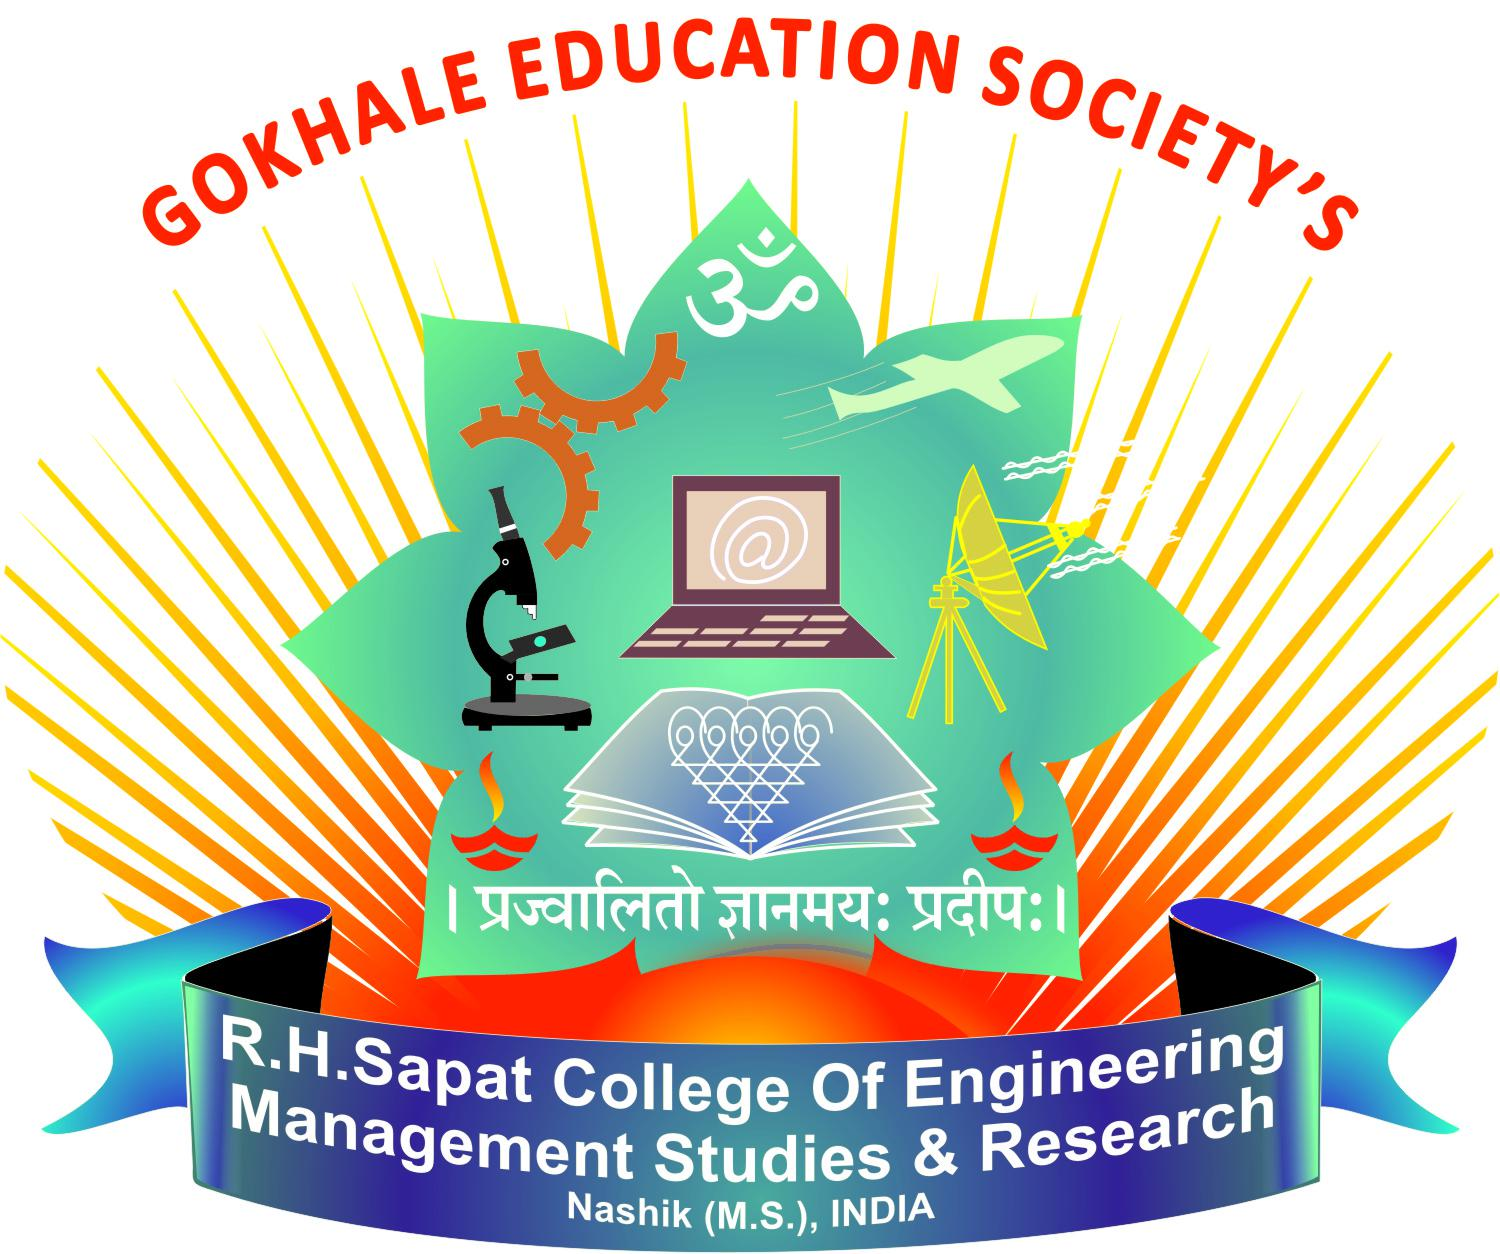 GOKHALE EDUCATION SOCIETY'S
ॐ
@
। प्रज्वालितो ज्ञानमयः प्रदीपः।
R.H.Sapat College Of Engineering
Management Studies & Research
Nashik (M.S.), INDIA